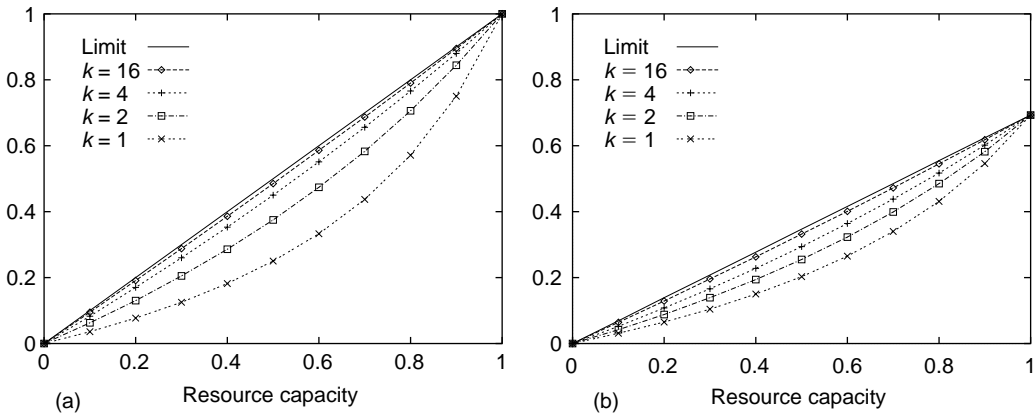 1
0.8
0.6
0.4
0.2
0
Limit
k = 16
k = 4
k = 2
k = 1
0 0.2 0.4 0.6 0.8 1
(a) Resource capacity
1
0.8
0.6
0.4
0.2
0
Limit
k = 16
k = 4
k = 2
k = 1
0 0.2 0.4 0.6 0.8 1
(b) Resource capacity